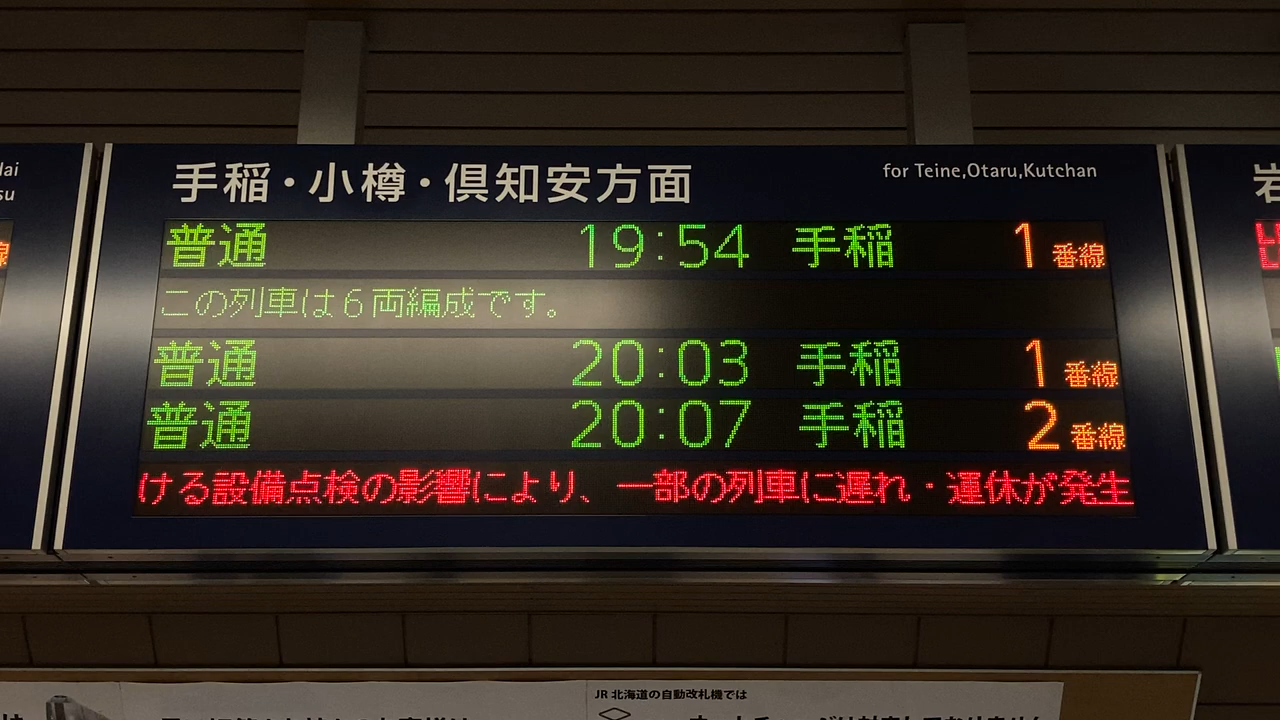 手稲・小樽・倶知安方面 for Teine,Otaru,Kutchan
普通 19:54 手稲 1番線
この列車は6両編成です。
普通 20:03 手稲 1番線
普通 20:07 手稲 2番線
ける設備点検の影響により、一部の列車に遅れ・運休が発生
JR 北海道の自動改札機では